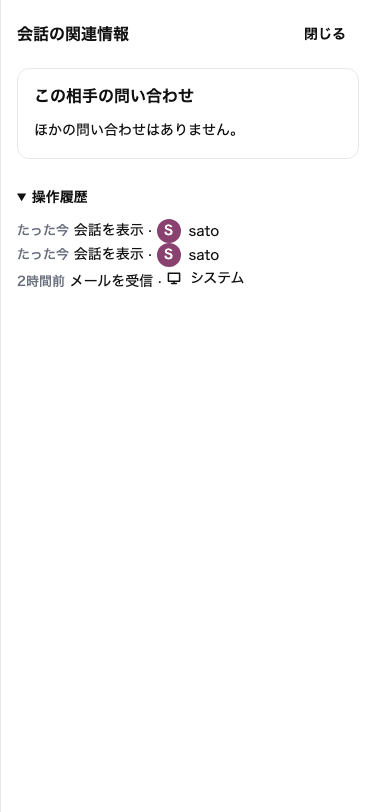 会話の関連情報 閉じる
この相手の問い合わせ
ほかの問い合わせはありません。
▼ 操作履歴
たった今 会話を表示 · S sato
たった今 会話を表示 · S sato
2時間前 メールを受信 · システム